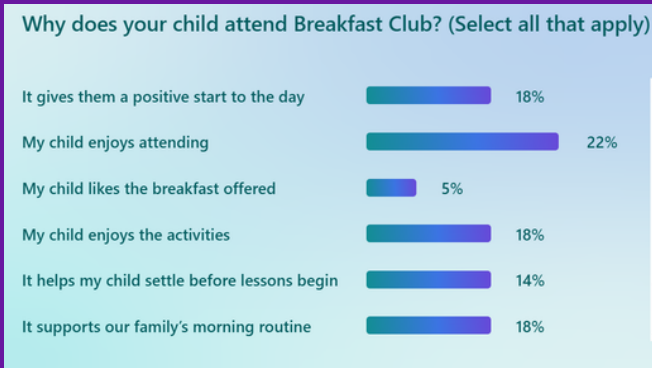 Why does your child attend Breakfast Club? (Select all that apply)
It gives them a positive start to the day 18%
My child enjoys attending 22%
My child likes the breakfast offered 5%
My child enjoys the activities 18%
It helps my child settle before lessons begin 14%
It supports our family’s morning routine 18%